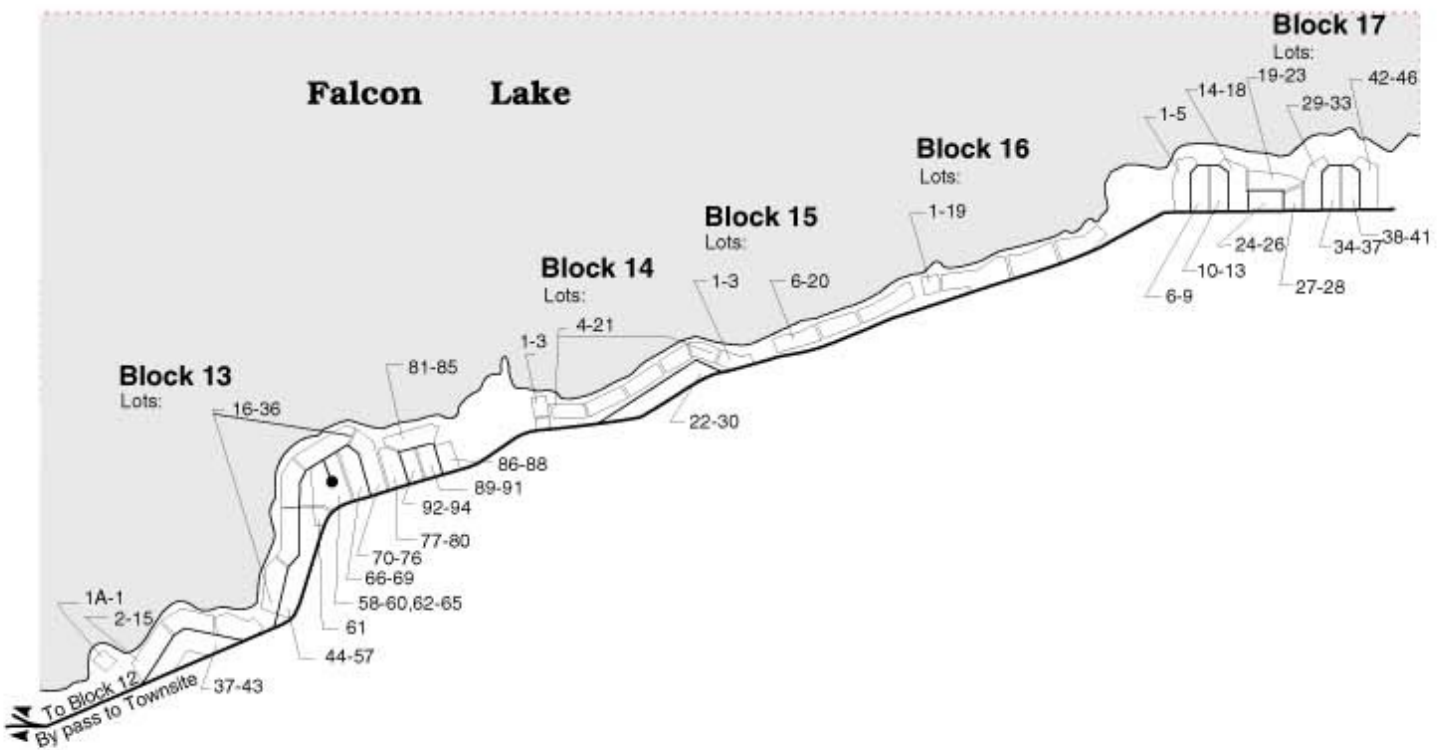 Block 17
Lots:
19-23
42-46
14-18
29-33
1-5
Falcon Lake
Block 16
Lots:
1-19
Block 15
Lots:
24-26
34-37
38-41
10-13
27-28
6-9
Block 14
Lots:
1-3
6-20
4-21
1-3
Block 13
Lots:
81-85
16-36
22-30
86-88
89-91
92-94
77-80
70-76
66-69
1A-1
58-60,62-65
2-15
61
44-57
37-43
To Block 12
By pass to Townsite